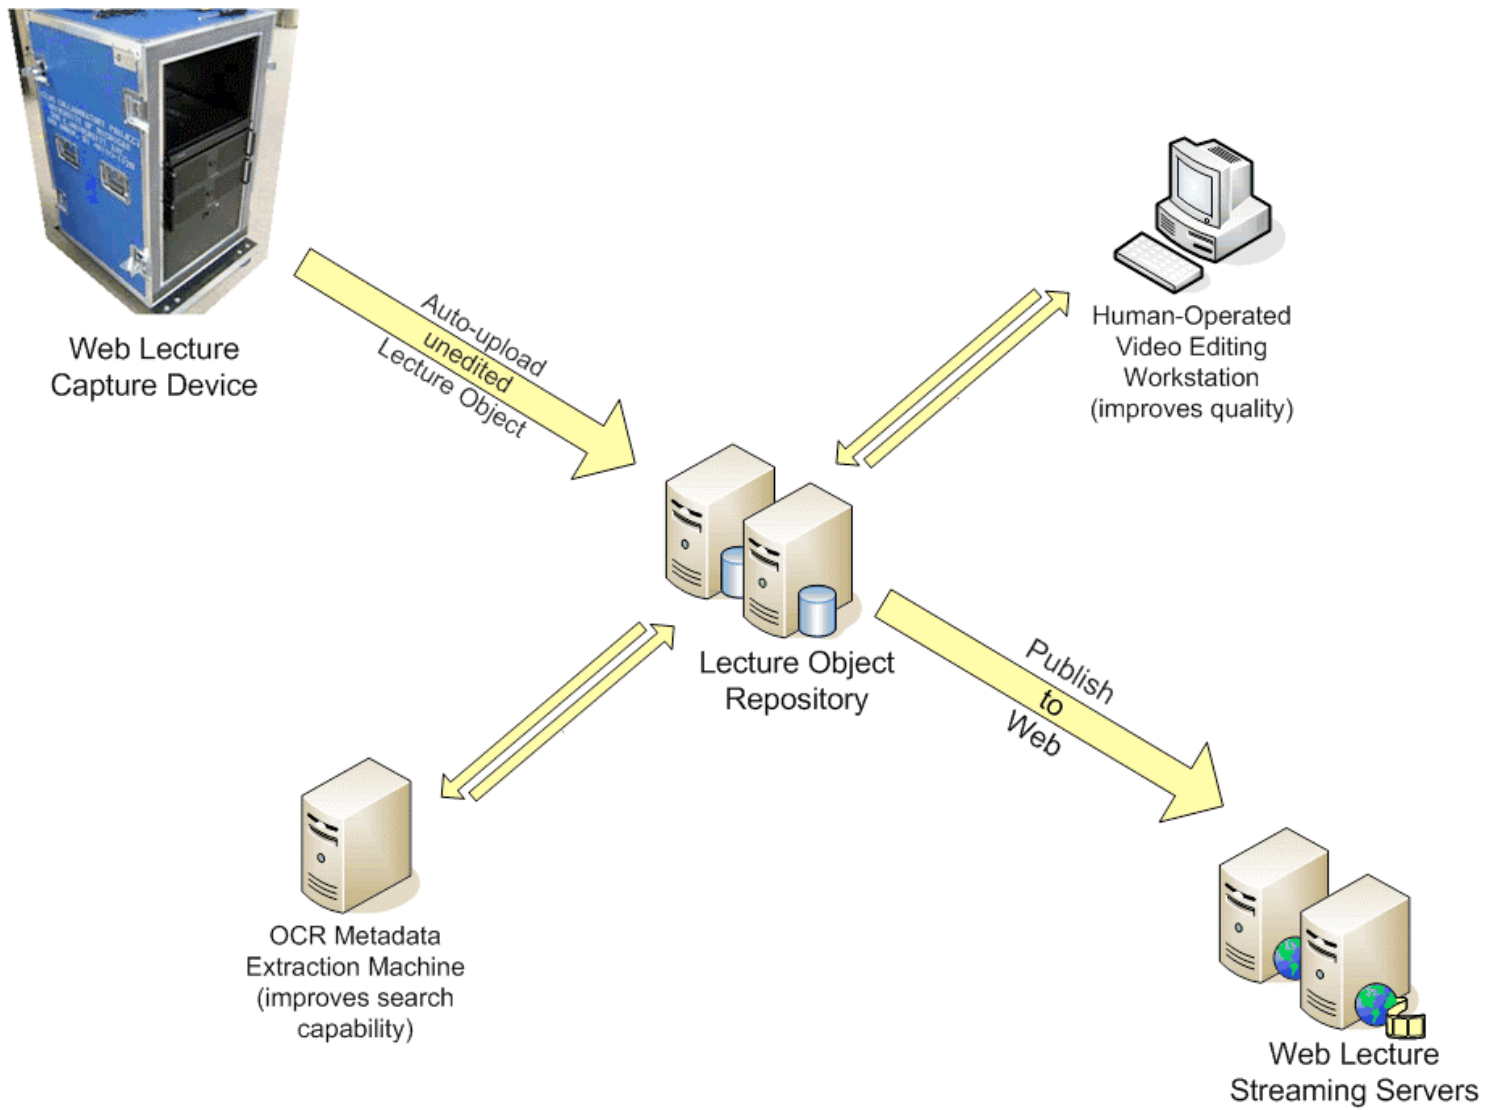 Web Lecture
Capture Device
Auto-upload
unedited
Lecture Object
Human-Operated
Video Editing
Workstation
(improves quality)
Lecture Object
Repository
Publish
to
Web
OCR Metadata
Extraction Machine
(improves search
capability)
Web Lecture
Streaming Servers